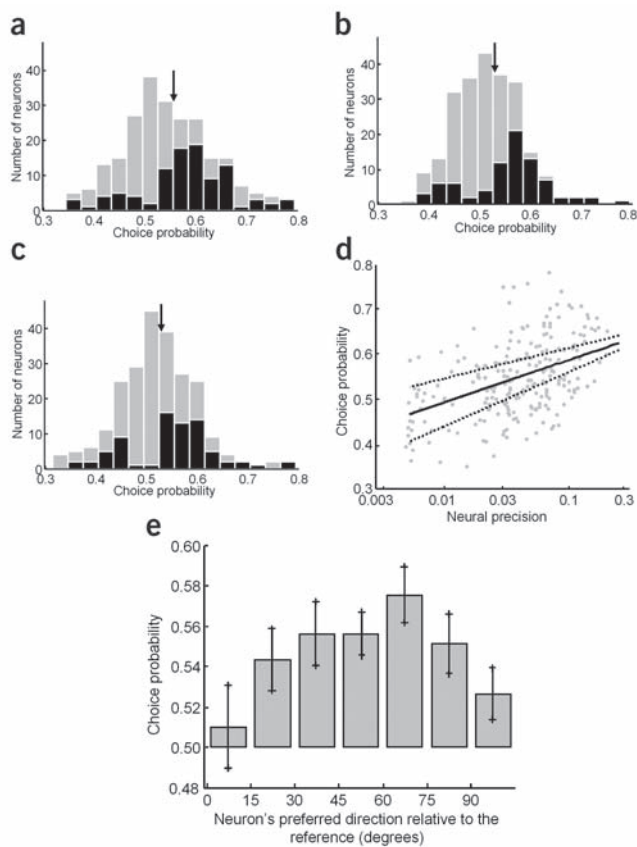 a
Number of neurons
40
30
20
10
0
0.3 0.4 0.5 0.6 0.7 0.8
Choice probability
b
Number of neurons
40
30
20
10
0
0.3 0.4 0.5 0.6 0.7 0.8
Choice probability
c
Number of neurons
40
30
20
10
0
0.3 0.4 0.5 0.6 0.7 0.8
Choice probability
d
Choice probability
0.8
0.7
0.6
0.5
0.4
0.3
0.003 0.01 0.03 0.1 0.3
Neural precision
e
Choice probability
0.60
0.58
0.56
0.54
0.52
0.50
0.48
0 15 30 45 60 75 90
Neuron's preferred direction relative to the
reference (degrees)